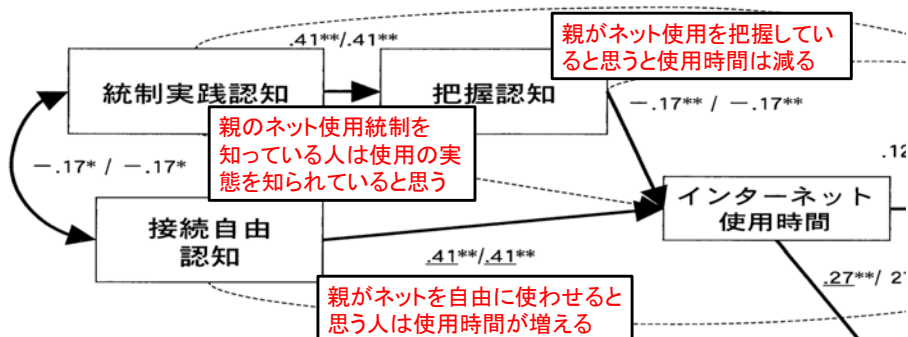 .41**/.41**
親がネット使用を把握してい
ると思うと使用時間は減る
統制実践認知
把握認知
−.17** / −.17**
親のネット使用統制を
知っている人は使用の実
態を知られていると思う
−.17* / −.17*
.12
インターネット
使用時間
接続自由
認知
.41**/.41**
.27**/ 27
親がネットを自由に使わせると
思う人は使用時間が増える